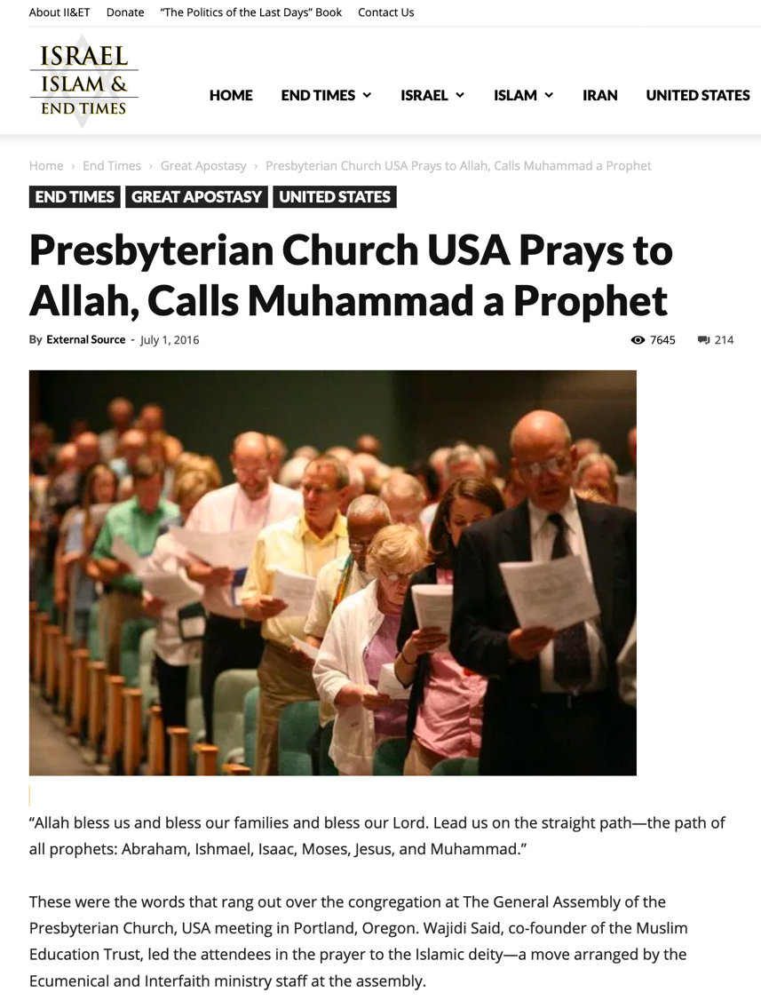 About II&ET Donate “The Politics of the Last Days” Book Contact Us
ISRAEL
ISLAM &
END TIMES
HOME END TIMES ISRAEL ISLAM IRAN UNITED STATES
Home › End Times › Great Apostasy › Presbyterian Church USA Prays to Allah, Calls Muhammad a Prophet
END TIMES GREAT APOSTASY UNITED STATES
Presbyterian Church USA Prays to
Allah, Calls Muhammad a Prophet
By External Source - July 1, 2016 7645 214
“Allah bless us and bless our families and bless our Lord. Lead us on the straight path—the path of
all prophets: Abraham, Ishmael, Isaac, Moses, Jesus, and Muhammad.”
These were the words that rang out over the congregation at The General Assembly of the
Presbyterian Church, USA meeting in Portland, Oregon. Wajidi Said, co-founder of the Muslim
Education Trust, led the attendees in the prayer to the Islamic deity—a move arranged by the
Ecumenical and Interfaith ministry staff at the assembly.